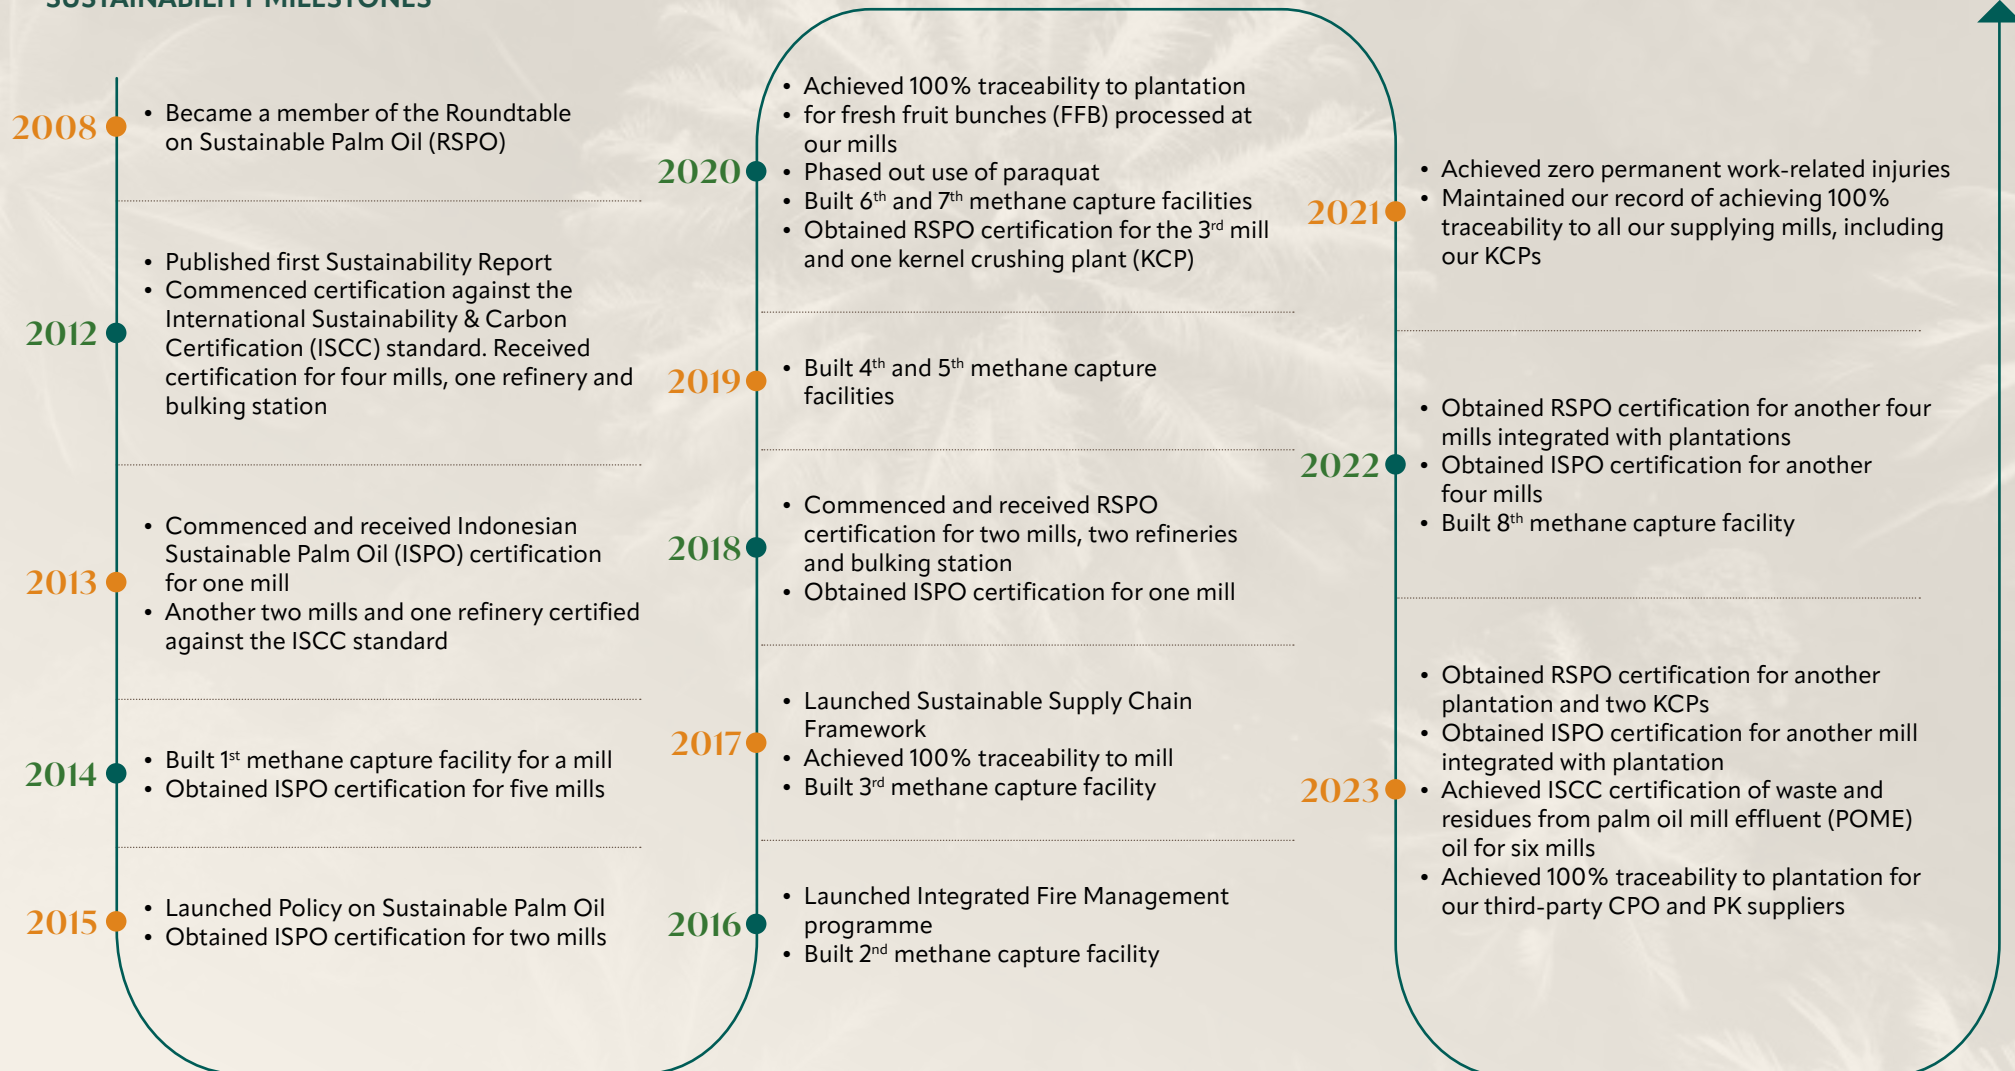 SUSTAINABILITY MILESTONES
2008
• Became a member of the Roundtable
on Sustainable Palm Oil (RSPO)
2012
• Published first Sustainability Report
• Commenced certification against the
International Sustainability & Carbon
Certification (ISCC) standard. Received
certification for four mills, one refinery and
bulking station
2013
• Commenced and received Indonesian
Sustainable Palm Oil (ISPO) certification
for one mill
• Another two mills and one refinery certified
against the ISCC standard
2014
• Built 1st methane capture facility for a mill
• Obtained ISPO certification for five mills
2015
• Launched Policy on Sustainable Palm Oil
• Obtained ISPO certification for two mills
2016
• Launched Integrated Fire Management
programme
• Built 2nd methane capture facility
2017
• Launched Sustainable Supply Chain
Framework
• Achieved 100% traceability to mill
• Built 3rd methane capture facility
2018
• Commenced and received RSPO
certification for two mills, two refineries
and bulking station
• Obtained ISPO certification for one mill
2019
• Built 4th and 5th methane capture
facilities
2020
• Achieved 100% traceability to plantation
• for fresh fruit bunches (FFB) processed at
our mills
• Phased out use of paraquat
• Built 6th and 7th methane capture facilities
• Obtained RSPO certification for the 3rd mill
and one kernel crushing plant (KCP)
2021
• Achieved zero permanent work-related injuries
• Maintained our record of achieving 100%
traceability to all our supplying mills, including
our KCPs
2022
• Obtained RSPO certification for another four
mills integrated with plantations
• Obtained ISPO certification for another
four mills
• Built 8th methane capture facility
2023
• Obtained RSPO certification for another
plantation and two KCPs
• Obtained ISPO certification for another mill
integrated with plantation
• Achieved ISCC certification of waste and
residues from palm oil mill effluent (POME)
oil for six mills
• Achieved 100% traceability to plantation for
our third-party CPO and PK suppliers